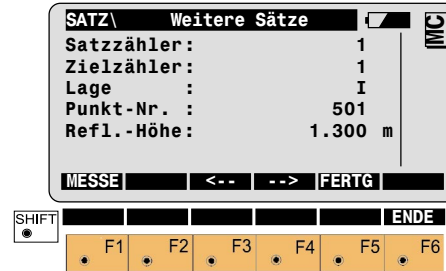 SATZ\ Weitere Sätze MC
Satzzähler: 1
Zielzähler: 1
Lage : I
Punkt-Nr. : 501
Refl.-Höhe: 1.300 m
MESSE <-- --> FERTG
SHIFT ENDE
F1 F2 F3 F4 F5 F6